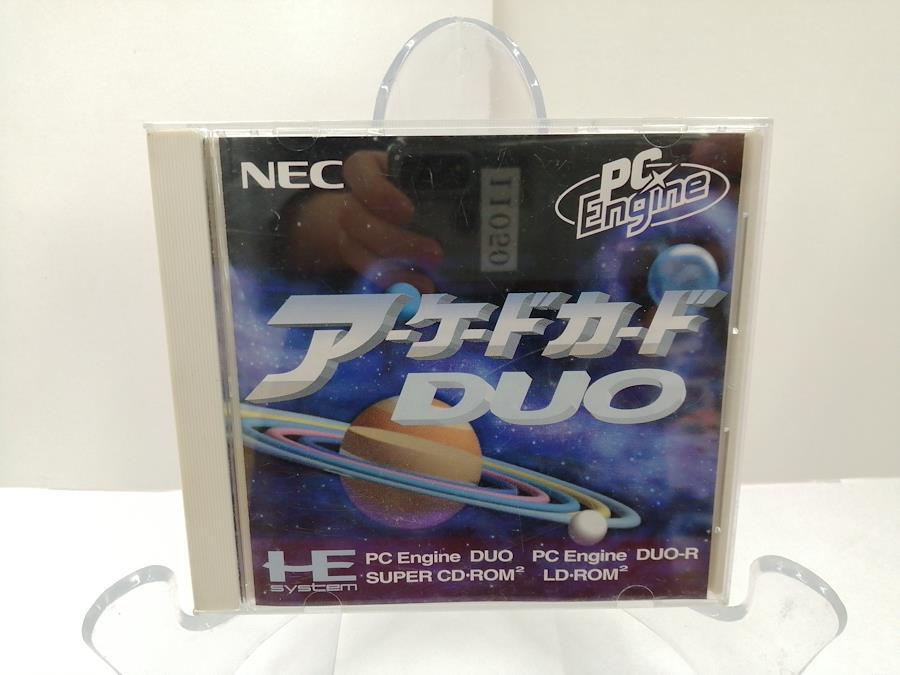 NEC
PC Engine
11050
アーケードカード
DUO
HE system
PC Engine DUO PC Engine DUO-R
SUPER CD・ROM² LD・ROM²